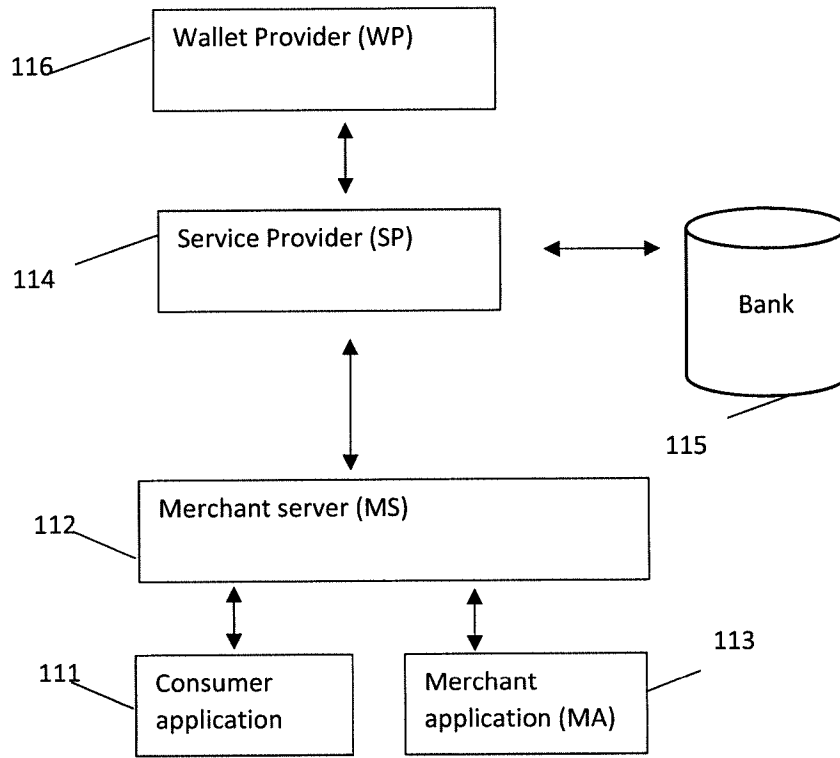 Wallet Provider (WP)
116
Service Provider (SP)
114
Bank
115
Merchant server (MS)
112
113
111
Consumer
application
Merchant
application (MA)